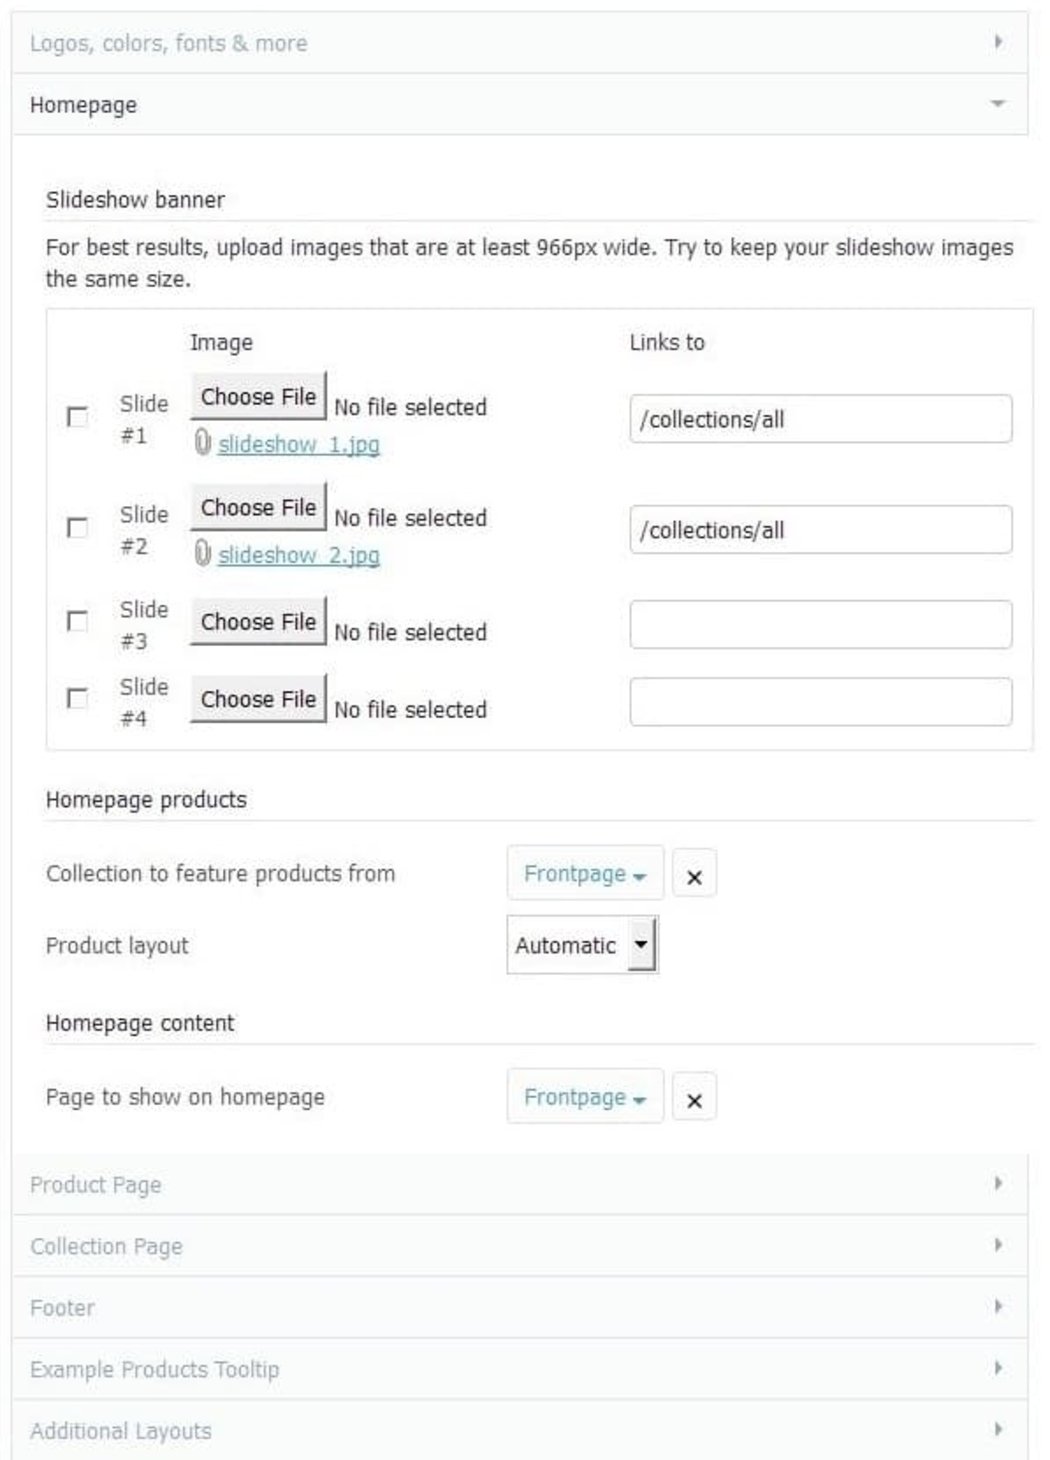 Logos, colors, fonts & more
Homepage
Slideshow banner
For best results, upload images that are at least 966px wide. Try to keep your slideshow images
the same size.
Image Links to
Slide #1 Choose File No file selected /collections/all
slideshow_1.jpg
Slide #2 Choose File No file selected /collections/all
slideshow_2.jpg
Slide #3 Choose File No file selected
Slide #4 Choose File No file selected
Homepage products
Collection to feature products from Frontpage ×
Product layout Automatic
Homepage content
Page to show on homepage Frontpage ×
Product Page
Collection Page
Footer
Example Products Tooltip
Additional Layouts